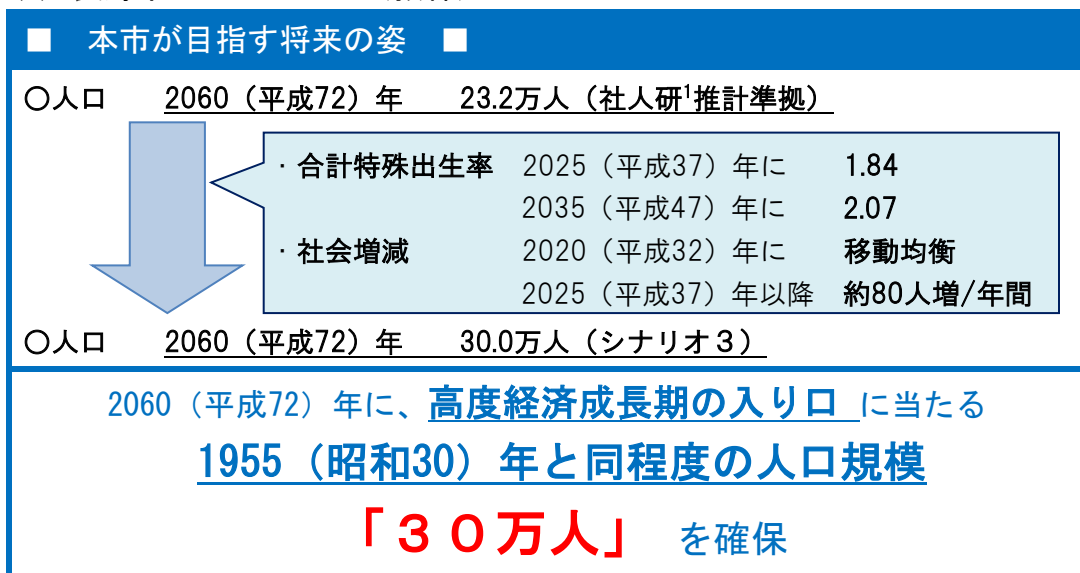 ■ 本市が目指す将来の姿 ■
〇人口 2060（平成72）年 23.2万人（社人研1推計準拠）
・合計特殊出生率 2025（平成37）年に 1.84
2035（平成47）年に 2.07
・社会増減 2020（平成32）年に 移動均衡
2025（平成37）年以降 約80人増/年間
〇人口 2060（平成72）年 30.0万人（シナリオ３）
2060（平成72）年に、高度経済成長期の入り口 に当たる
1955（昭和30）年と同程度の人口規模
「３０万人」 を確保